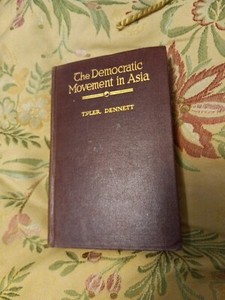 The Democratic
Movement in Asia
TYLER DENNETT